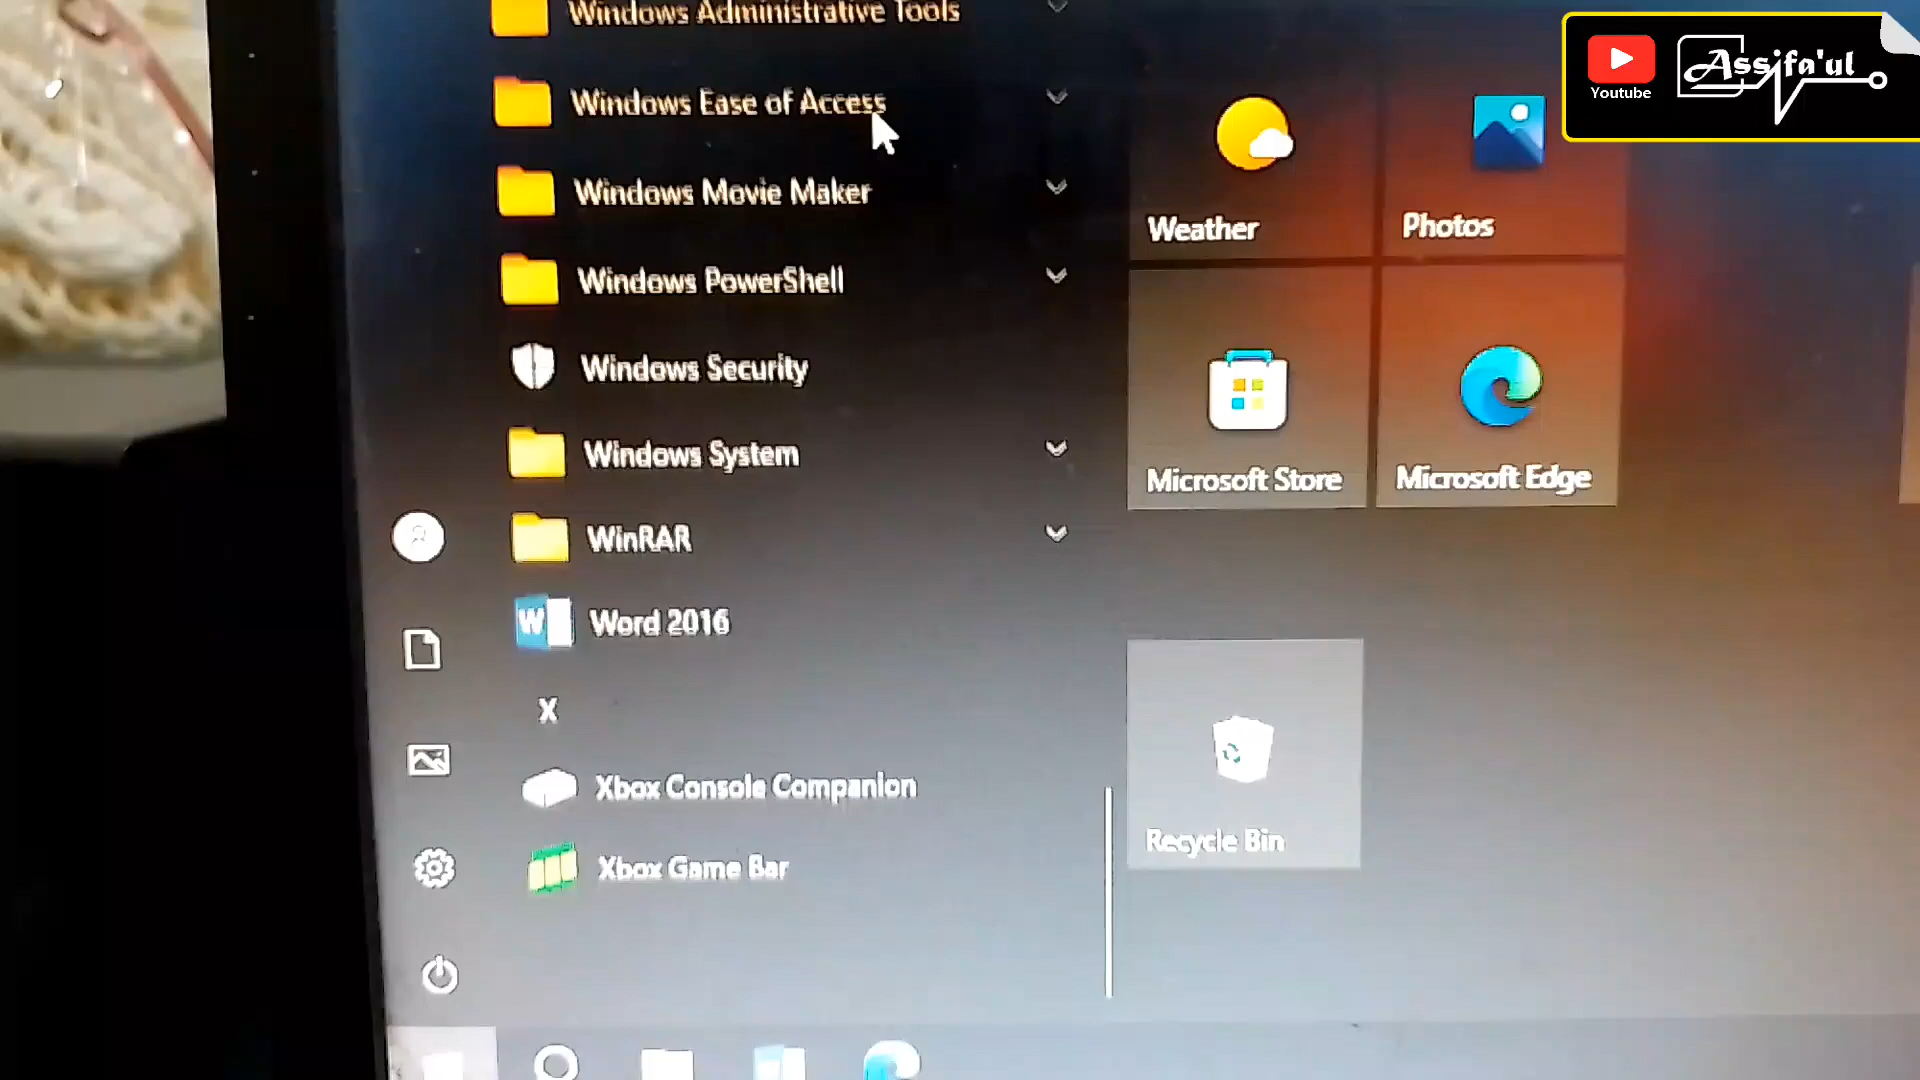 Windows Administrative Tools
Windows Ease of Access
Windows Movie Maker
Windows PowerShell
Windows Security
Windows System
WinRAR
Word 2016
X
Xbox Console Companion
Xbox Game Bar
Weather
Photos
Microsoft Store
Microsoft Edge
Recycle Bin
Youtube
Assifa'ul